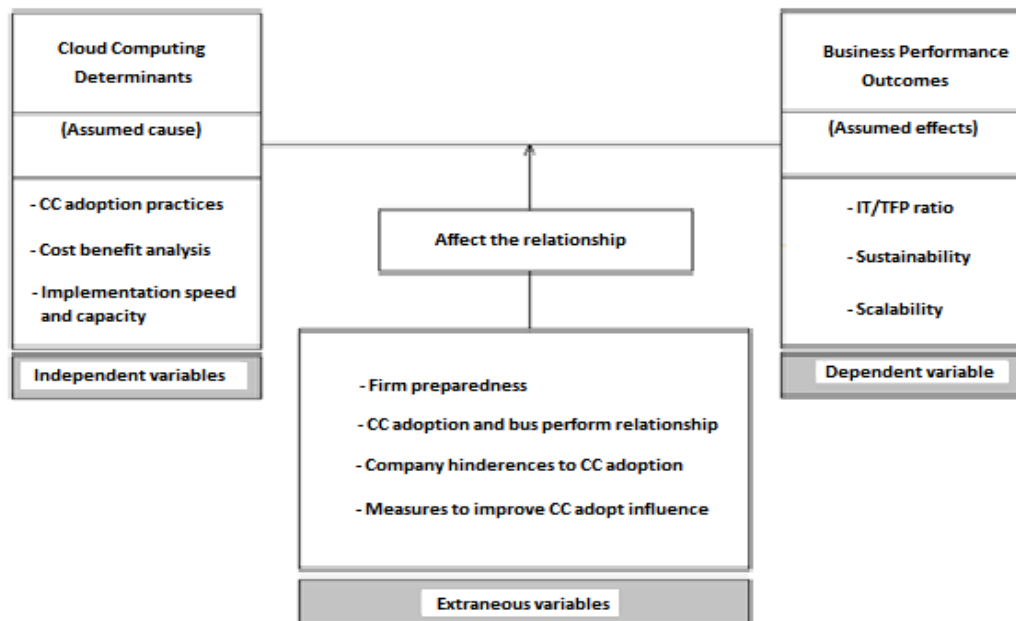 Cloud Computing
Determinants
(Assumed cause)
- CC adoption practices
- Cost benefit analysis
- Implementation speed
and capacity
Independent variables
Affect the relationship
- Firm preparedness
- CC adoption and bus perform relationship
- Company hinderences to CC adoption
- Measures to improve CC adopt influence
Extraneous variables
Business Performance
Outcomes
(Assumed effects)
- IT/TFP ratio
- Sustainability
- Scalability
Dependent variable